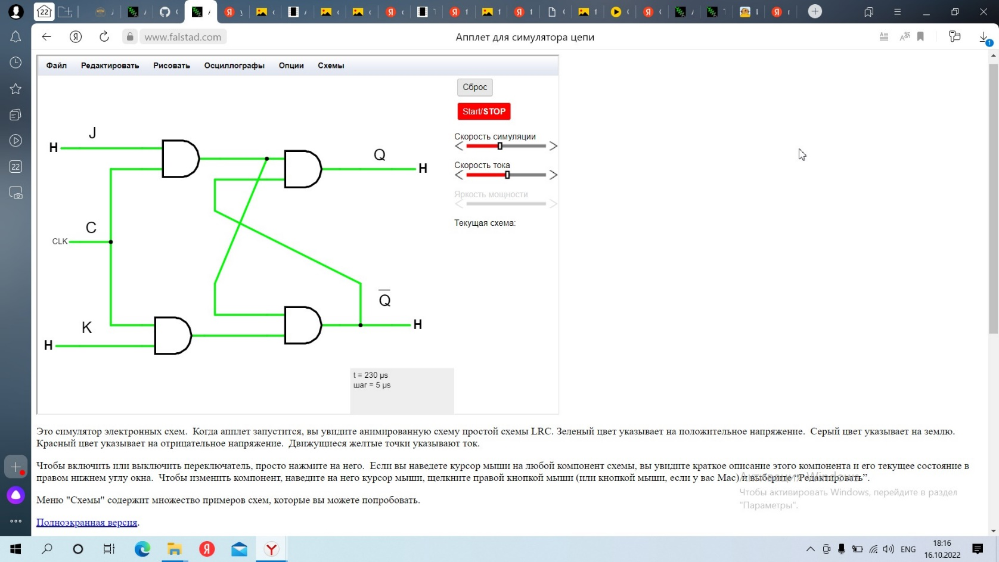 22
www.falstad.com
Апплет для симулятора цепи
1
Файл Редактировать Рисовать Осциллографы Опции Схемы
Сброс
Start/STOP
Скорость симуляции
Скорость тока
Яркость мощности
Текущая схема:
J
H
Q
H
C
CLK
Q
H
K
H
t = 230 μs
шаг = 5 μs
22
Это симулятор электронных схем. Когда апплет запустится, вы увидите анимированную схему простой схемы LRC. Зеленый цвет указывает на положительное напряжение. Серый цвет указывает на землю.
Красный цвет указывает на отрицательное напряжение. Движущиеся желтые точки указывают ток.
Чтобы включить или выключить переключатель, просто нажмите на него. Если вы наведете курсор мыши на любой компонент схемы, вы увидите краткое описание этого компонента и его текущее состояние в
правом нижнем углу окна. Чтобы изменить компонент, наведите на него курсор мыши, щелкните правой кнопкой мыши (или кнопкой мыши, если у вас Mac) и выберите “Редактировать”.
Меню "Схемы" содержит множество примеров схем, которые вы можете попробовать.
Полноэкранная версия.
Активация Windows
Чтобы активировать Windows, перейдите в раздел
"Параметры".
ENG
18:16
16.10.2022